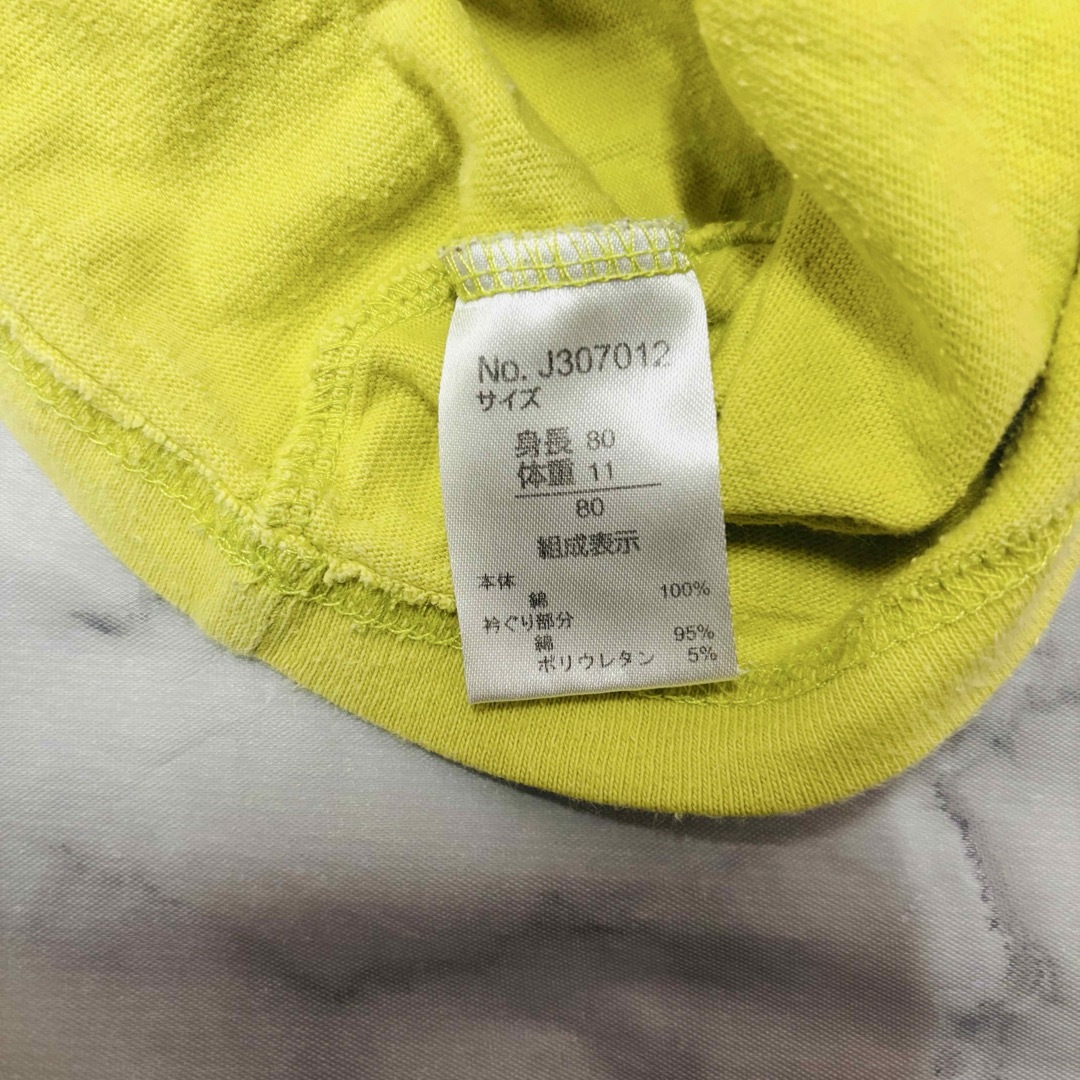 No. J307012
サイズ
身長 80
体重 11
80
組成表示
本体
綿 100%
衿ぐり部分
綿 95%
ポリウレタン 5%